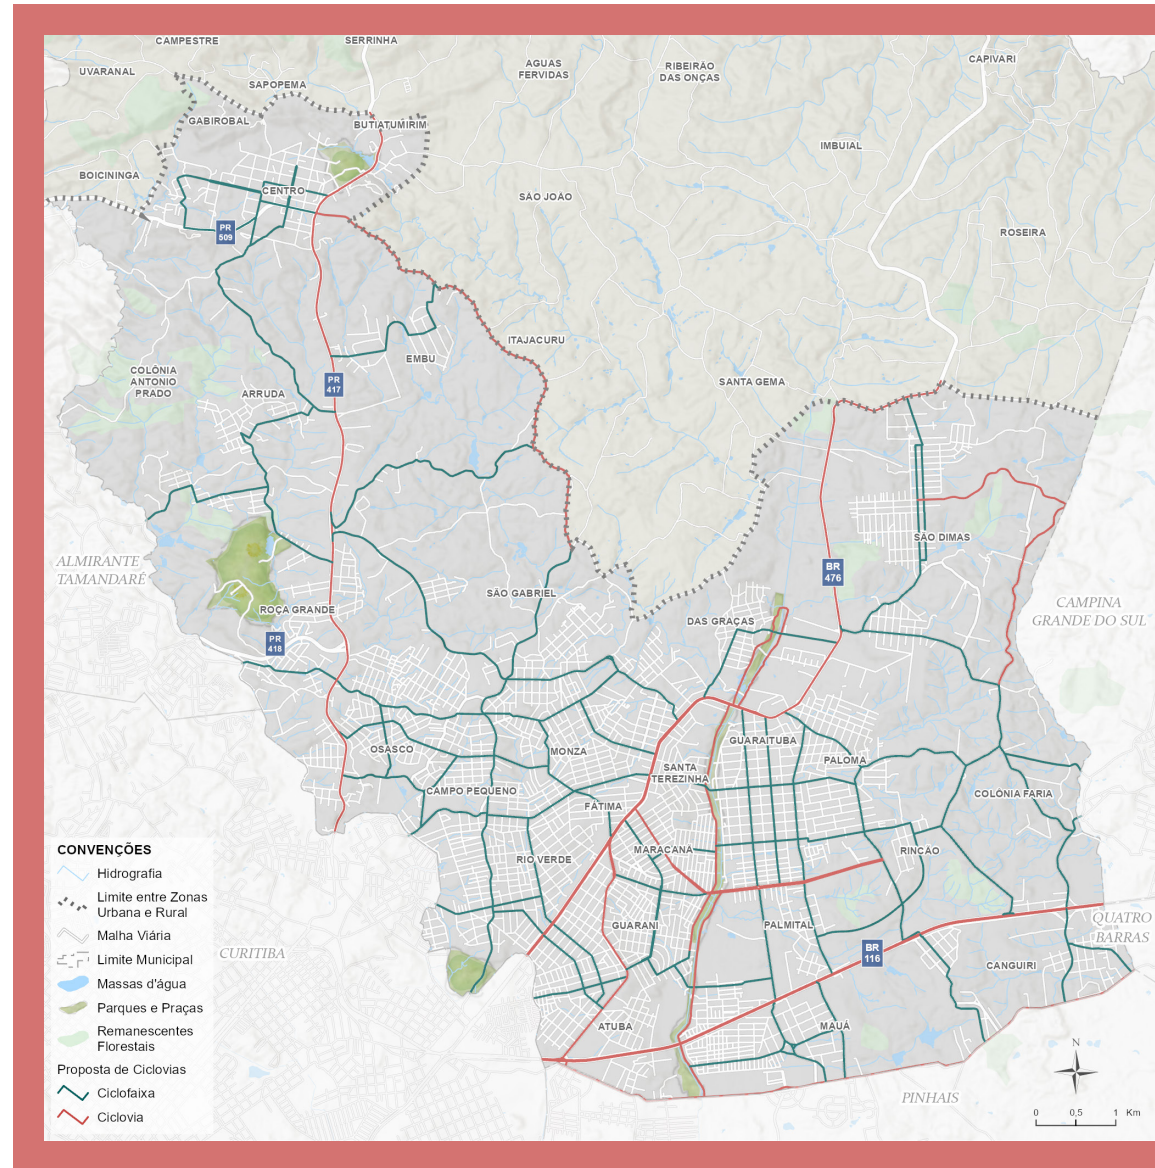 CAMPESTRE
SERRINHA
UVARANAL
SAPOPEMA
AGUAS
FERVIDAS
RIBEIRÃO
DAS ONÇAS
CAPIVARI
GABIROBAL
BUTIATUMIRIM
IMBUIAL
BOICININGA
CENTRO
SÃO JOÃO
PR
509
ROSEIRA
ITAJACURU
EMBU
COLÔNIA
ANTONIO
PRADO
PR
417
ARRUDA
SANTA GEMA
SÃO DIMAS
ALMIRANTE
TAMANDARÉ
BR
476
SÃO GABRIEL
ROÇA GRANDE
CAMPINA
GRANDE DO SUL
DAS GRAÇAS
PR
418
OSASCO
MONZA
GUARAITUBA
PALOMA
SANTA
TEREZINHA
CAMPO PEQUENO
FÁTIMA
COLÔNIA FARIA
RIO VERDE
MARACANÃ
RINCÃO
GUARANI
PALMITAL
QUATRO
BARRAS
CURITIBA
BR
116
CANGUIRI
ATUBA
MAUÁ
PINHAIS
CONVENÇÕES
Hidrografia
Limite entre Zonas
Urbana e Rural
Malha Viária
Limite Municipal
Massas d'água
Parques e Praças
Remanescentes
Florestais
Proposta de Ciclovias
Ciclofaixa
Ciclovia
N
0 0,5 1 Km